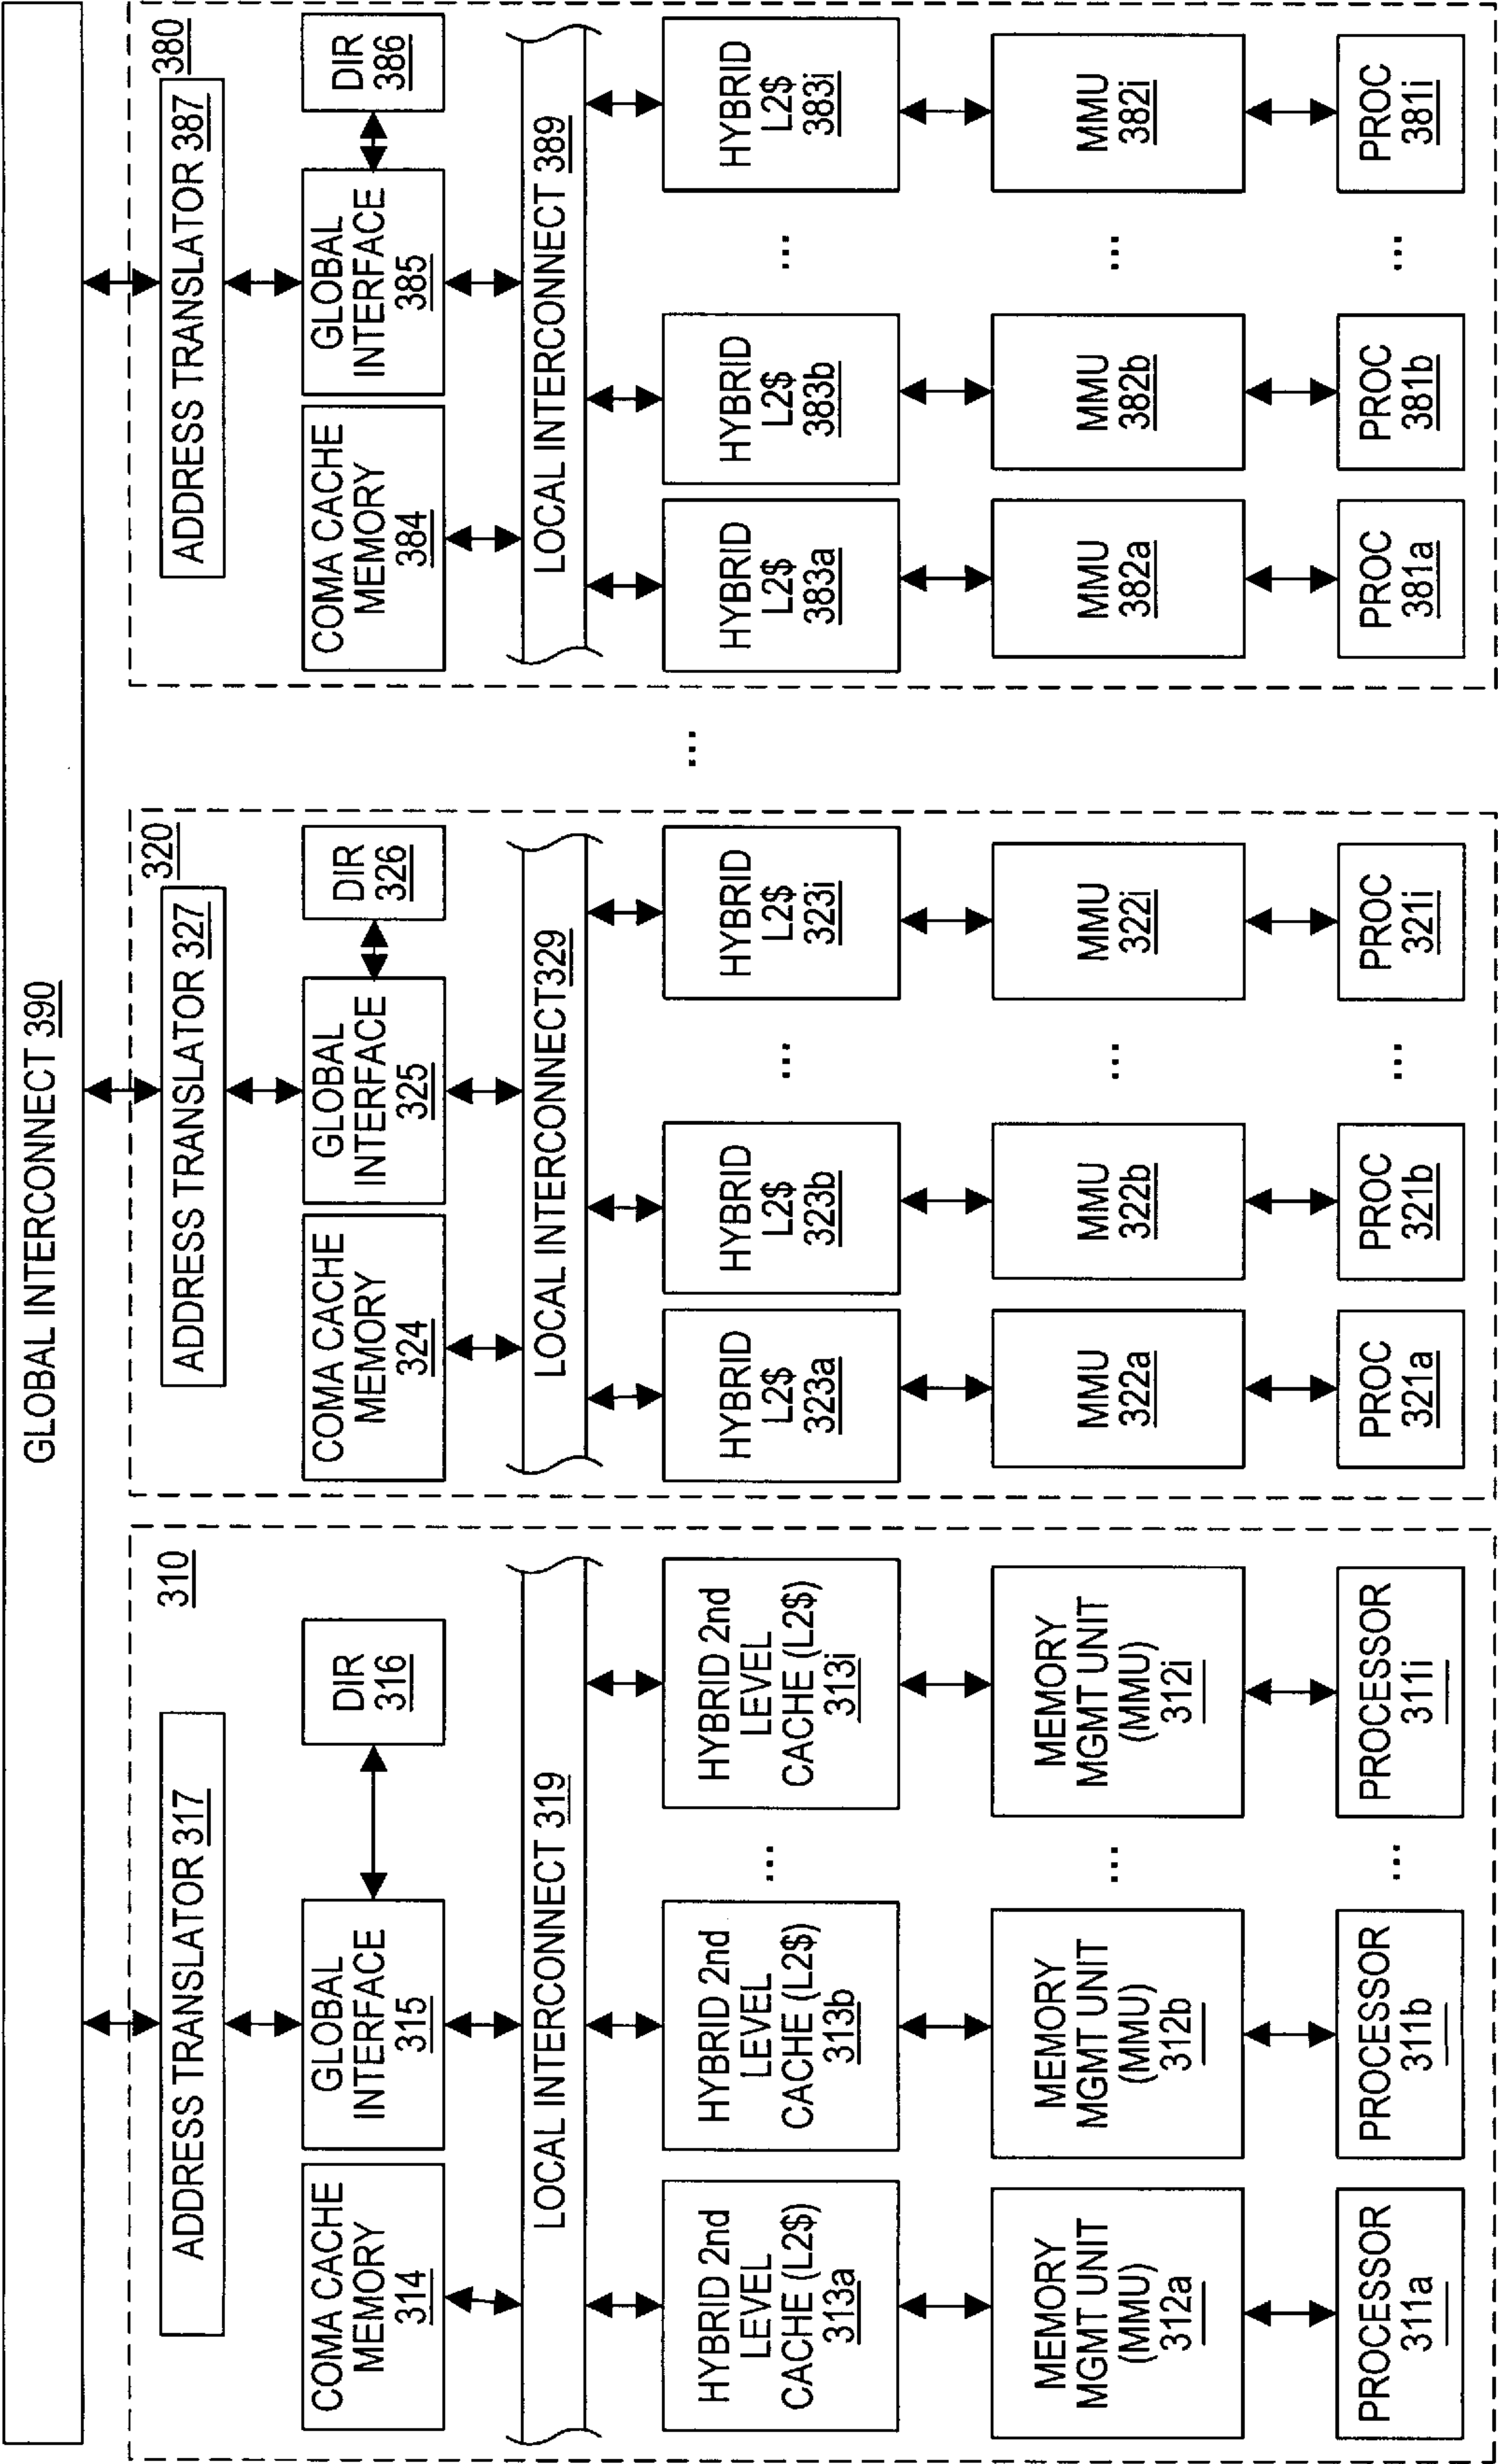 GLOBAL INTERCONNECT 390
310
ADDRESS TRANSLATOR 317
COMA CACHE
MEMORY
314
GLOBAL
INTERFACE
315
DIR
316
LOCAL INTERCONNECT 319
HYBRID 2nd
LEVEL
CACHE (L2$)
313a
HYBRID 2nd
LEVEL
CACHE (L2$)
313b
...
HYBRID 2nd
LEVEL
CACHE (L2$)
313i
MEMORY
MGMT UNIT
(MMU)
312a
MEMORY
MGMT UNIT
(MMU)
312b
...
MEMORY
MGMT UNIT
(MMU)
312i
PROCESSOR
311a
PROCESSOR
311b
...
PROCESSOR
311i
320
ADDRESS TRANSLATOR 327
COMA CACHE
MEMORY
324
GLOBAL
INTERFACE
325
DIR
326
LOCAL INTERCONNECT329
HYBRID
L2$
323a
HYBRID
L2$
323b
...
HYBRID
L2$
323i
MMU
322a
MMU
322b
...
MMU
322i
PROC
321a
PROC
321b
...
PROC
321i
...
380
ADDRESS TRANSLATOR 387
COMA CACHE
MEMORY
384
GLOBAL
INTERFACE
385
DIR
386
LOCAL INTERCONNECT 389
HYBRID
L2$
383a
HYBRID
L2$
383b
...
HYBRID
L2$
383i
MMU
382a
MMU
382b
...
MMU
382i
PROC
381a
PROC
381b
...
PROC
381i